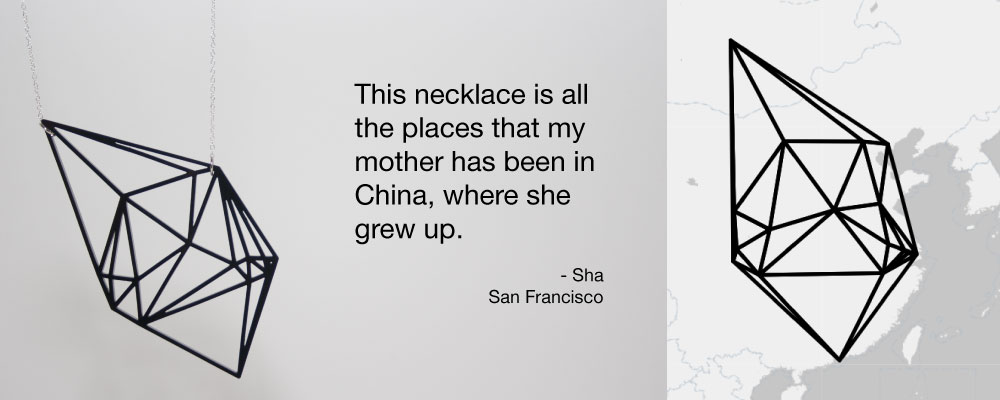 This necklace is all
the places that my
mother has been in
China, where she
grew up.
- Sha
San Francisco